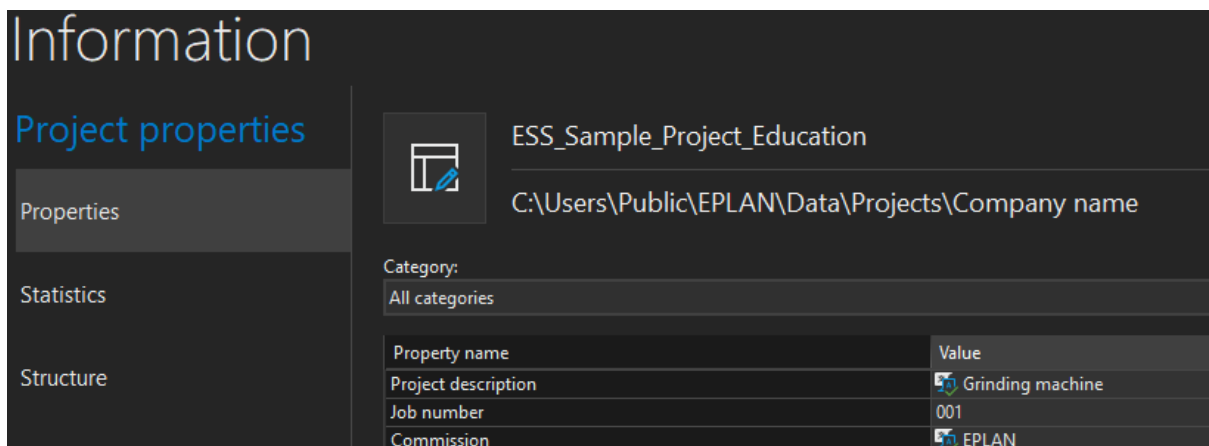 Information
Project properties
Properties
Statistics
Structure
ESS_Sample_Project_Education
C:\Users\Public\EPLAN\Data\Projects\Company name
Category:
All categories
Property name Value
Project description Grinding machine
Job number 001
Commission EPLAN